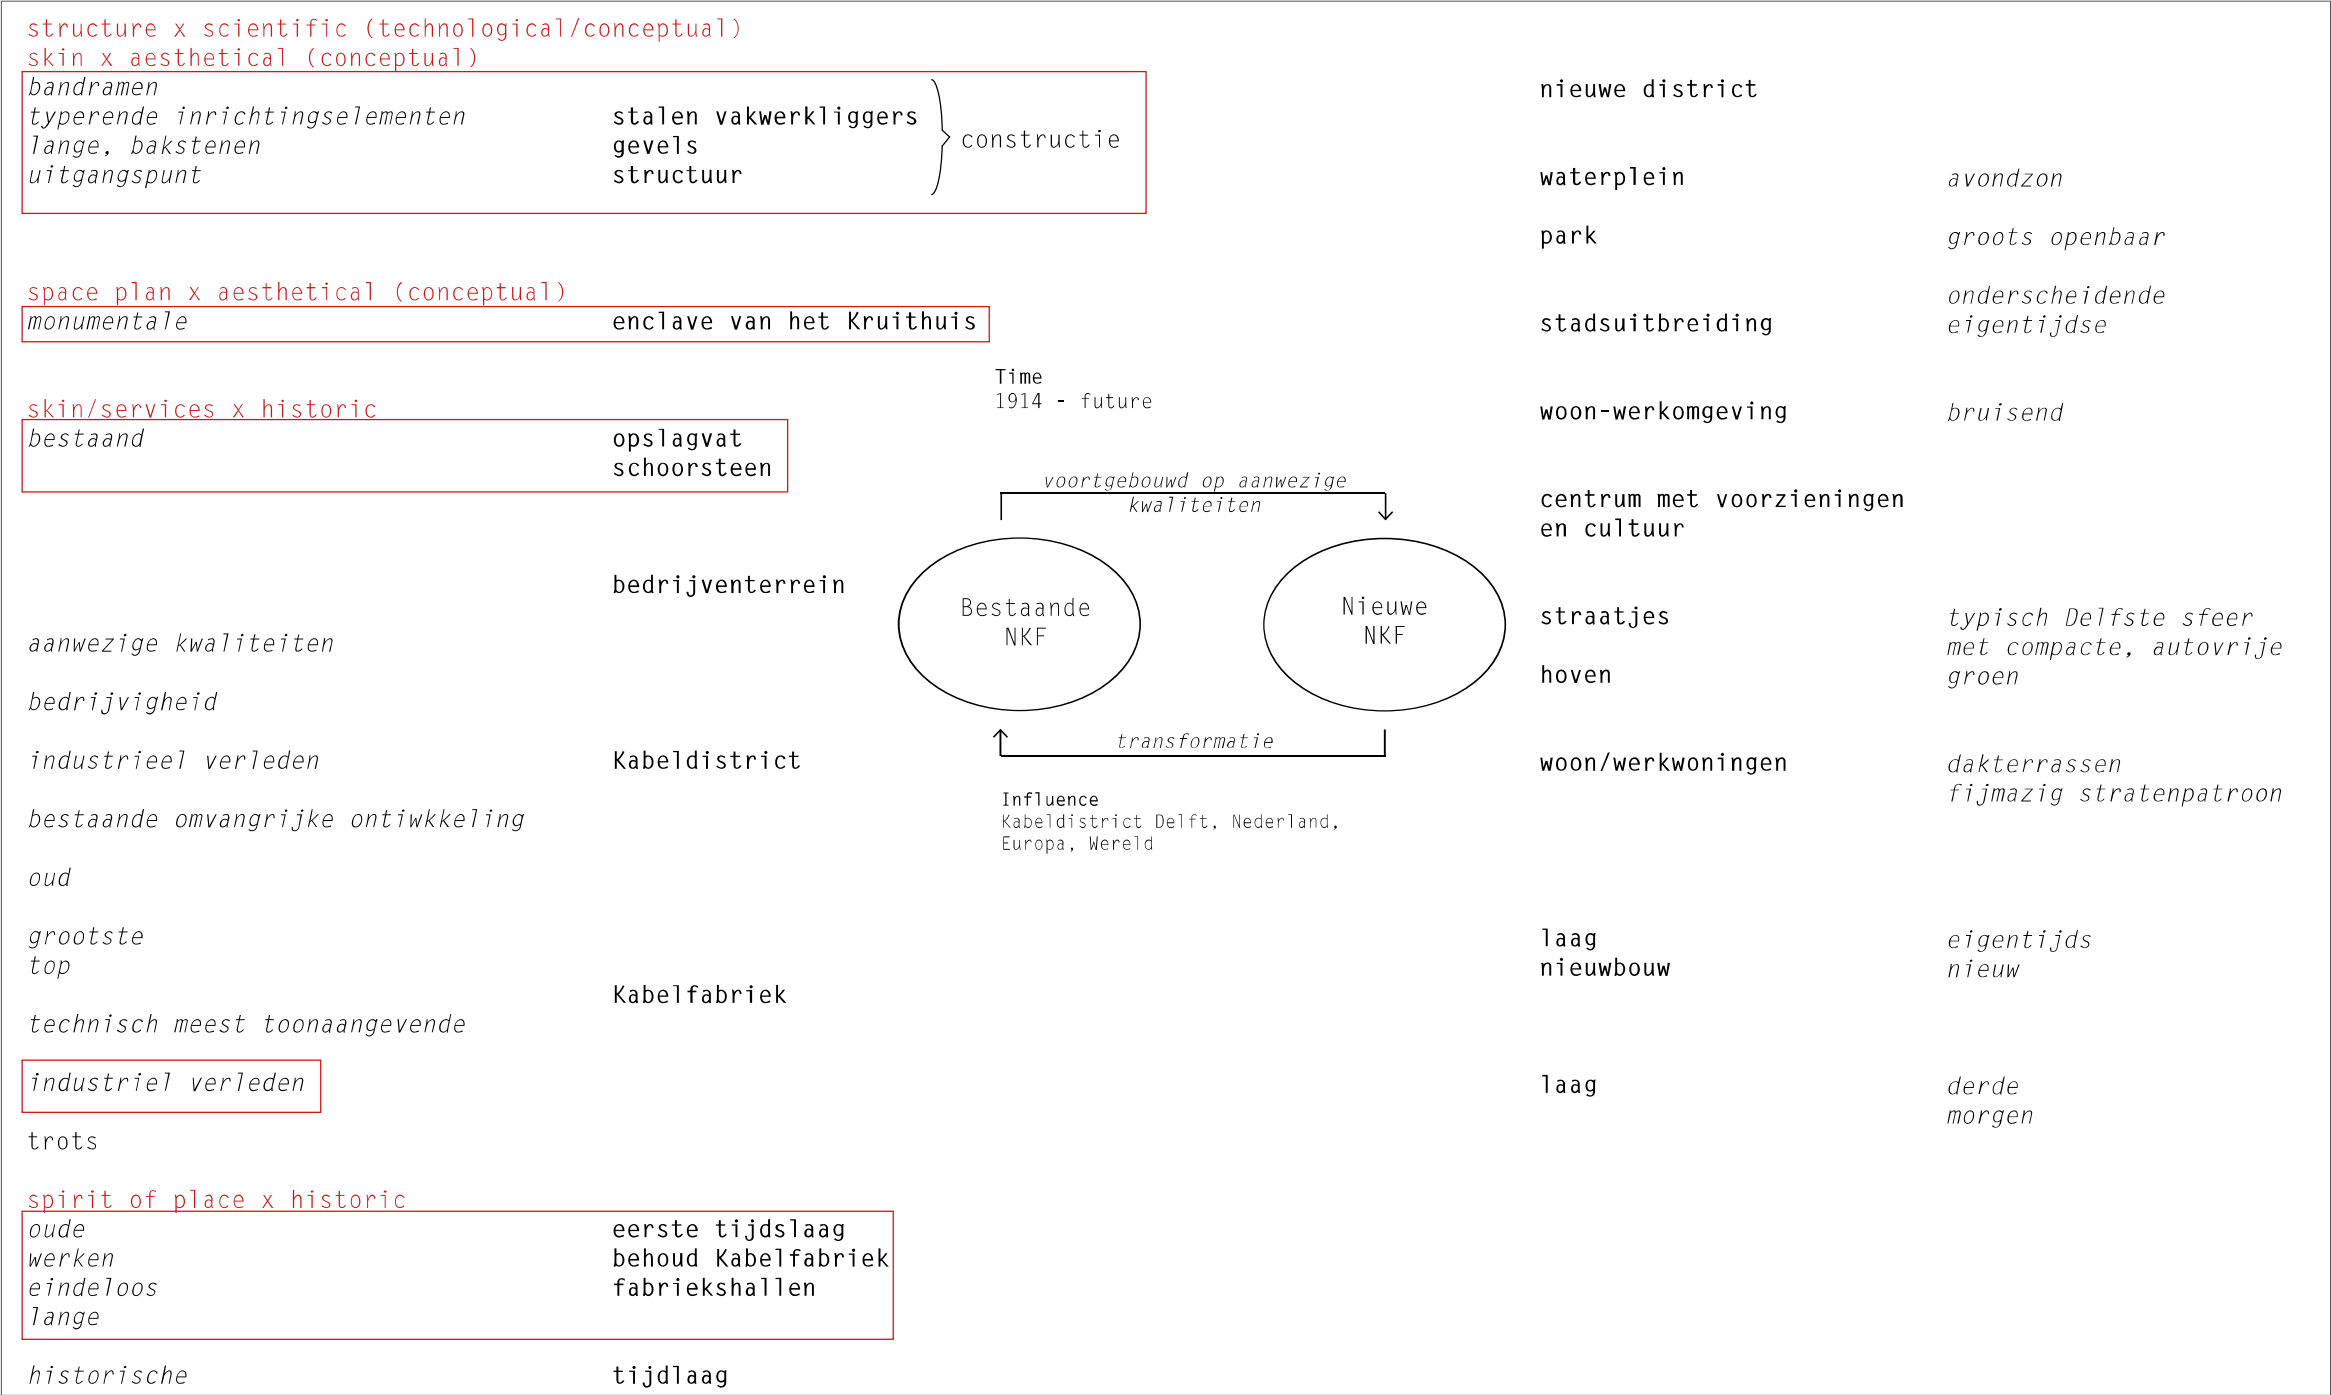 structure x scientific (technological/conceptual)
skin x aesthetical (conceptual)
bandramen
typerende inrichtingselementen stalen vakwerkliggers
lange, bakstenen gevels
uitgangspunt structuur
constructie
space plan x aesthetical (conceptual)
monumentale enclave van het Kruithuis
skin/services x historic
bestaand opslagvat
schoorsteen
bedrijventerrein
aanwezige kwaliteiten
bedrijvigheid
industrieel verleden Kabeldistrict
bestaande omvangrijke ontiwkkeling
oud
grootste
top
Kabelfabriek
technisch meest toonaangevende
industriel verleden
trots
spirit of place x historic
oude eerste tijdslaag
werken behoud Kabelfabriek
eindeloos fabriekshallen
lange
historische tijdlaag
Time
1914 - future
voortgebouwd op aanwezige
kwaliteiten
Bestaande
NKF
Nieuwe
NKF
transformatie
Influence
Kabeldistrict Delft, Nederland,
Europa, Wereld
nieuwe district
waterplein avondzon
park groots openbaar
onderscheidende
stadsuitbreiding eigentijdse
woon-werkomgeving bruisend
centrum met voorzieningen
en cultuur
straatjes typisch Delfste sfeer
met compacte, autovrije
hoven groen
woon/werkwoningen dakterrassen
fijmazig stratenpatroon
laag eigentijds
nieuwbouw nieuw
laag derde
morgen